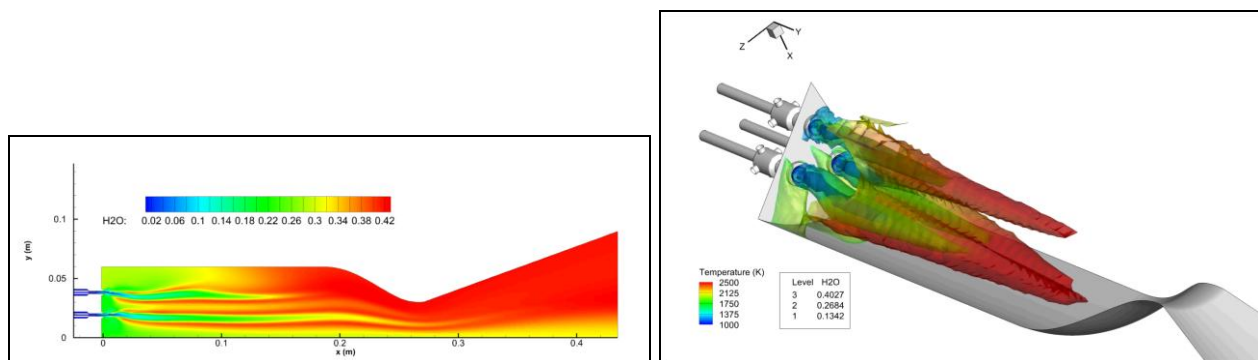 0.1
0.05
0
y (m)
H2O:
0.02 0.06 0.1 0.14 0.18 0.22 0.26 0.3 0.34 0.38 0.42
0 0.1 0.2 0.3 0.4
x (m)
Z
Y
X
Temperature (K)
2500
2125
1750
1375
1000
Level H2O
3 0.4027
2 0.2684
1 0.1342